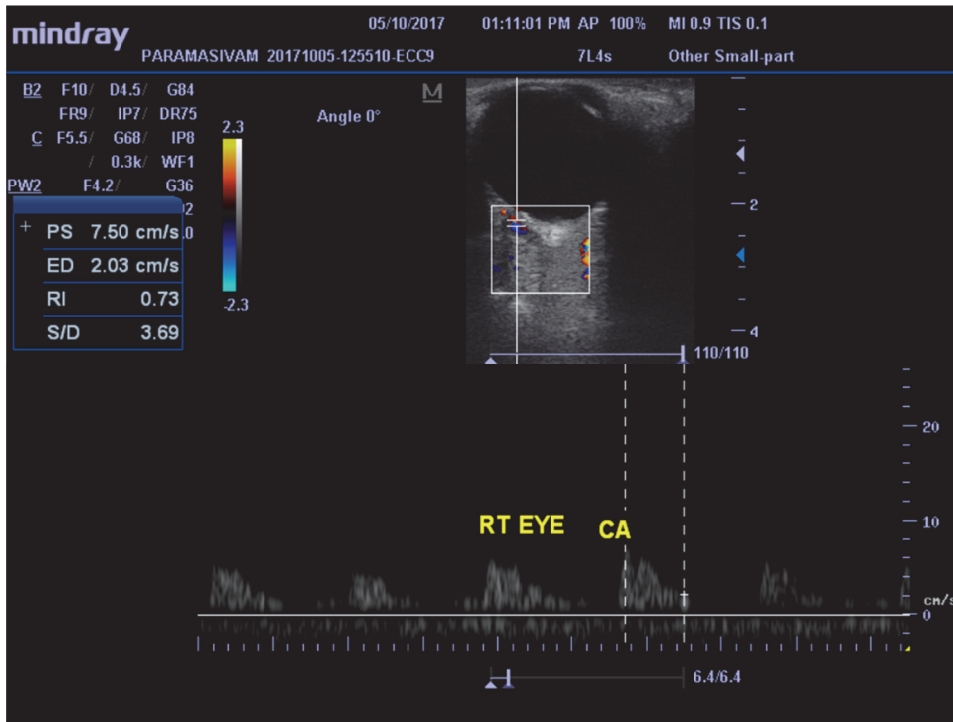 mindray
05/10/2017 01:11:01 PM AP 100% MI 0.9 TIS 0.1
PARAMASIVAM 20171005-125510-ECC9 7L4s Other Small-part
B2 F10/ D4.5/ G84
FR9/ IP7/ DR75
C F5.5/ G68/ IP8
/ 0.3k/ WF1
PW2 F4.2/ G36
M
Angle 0°
2.3
-2.3
+ PS 7.50 cm/s
ED 2.03 cm/s
RI 0.73
S/D 3.69
2
4
110/110
20
10
cm/s
0
RT EYE CA
6.4/6.4